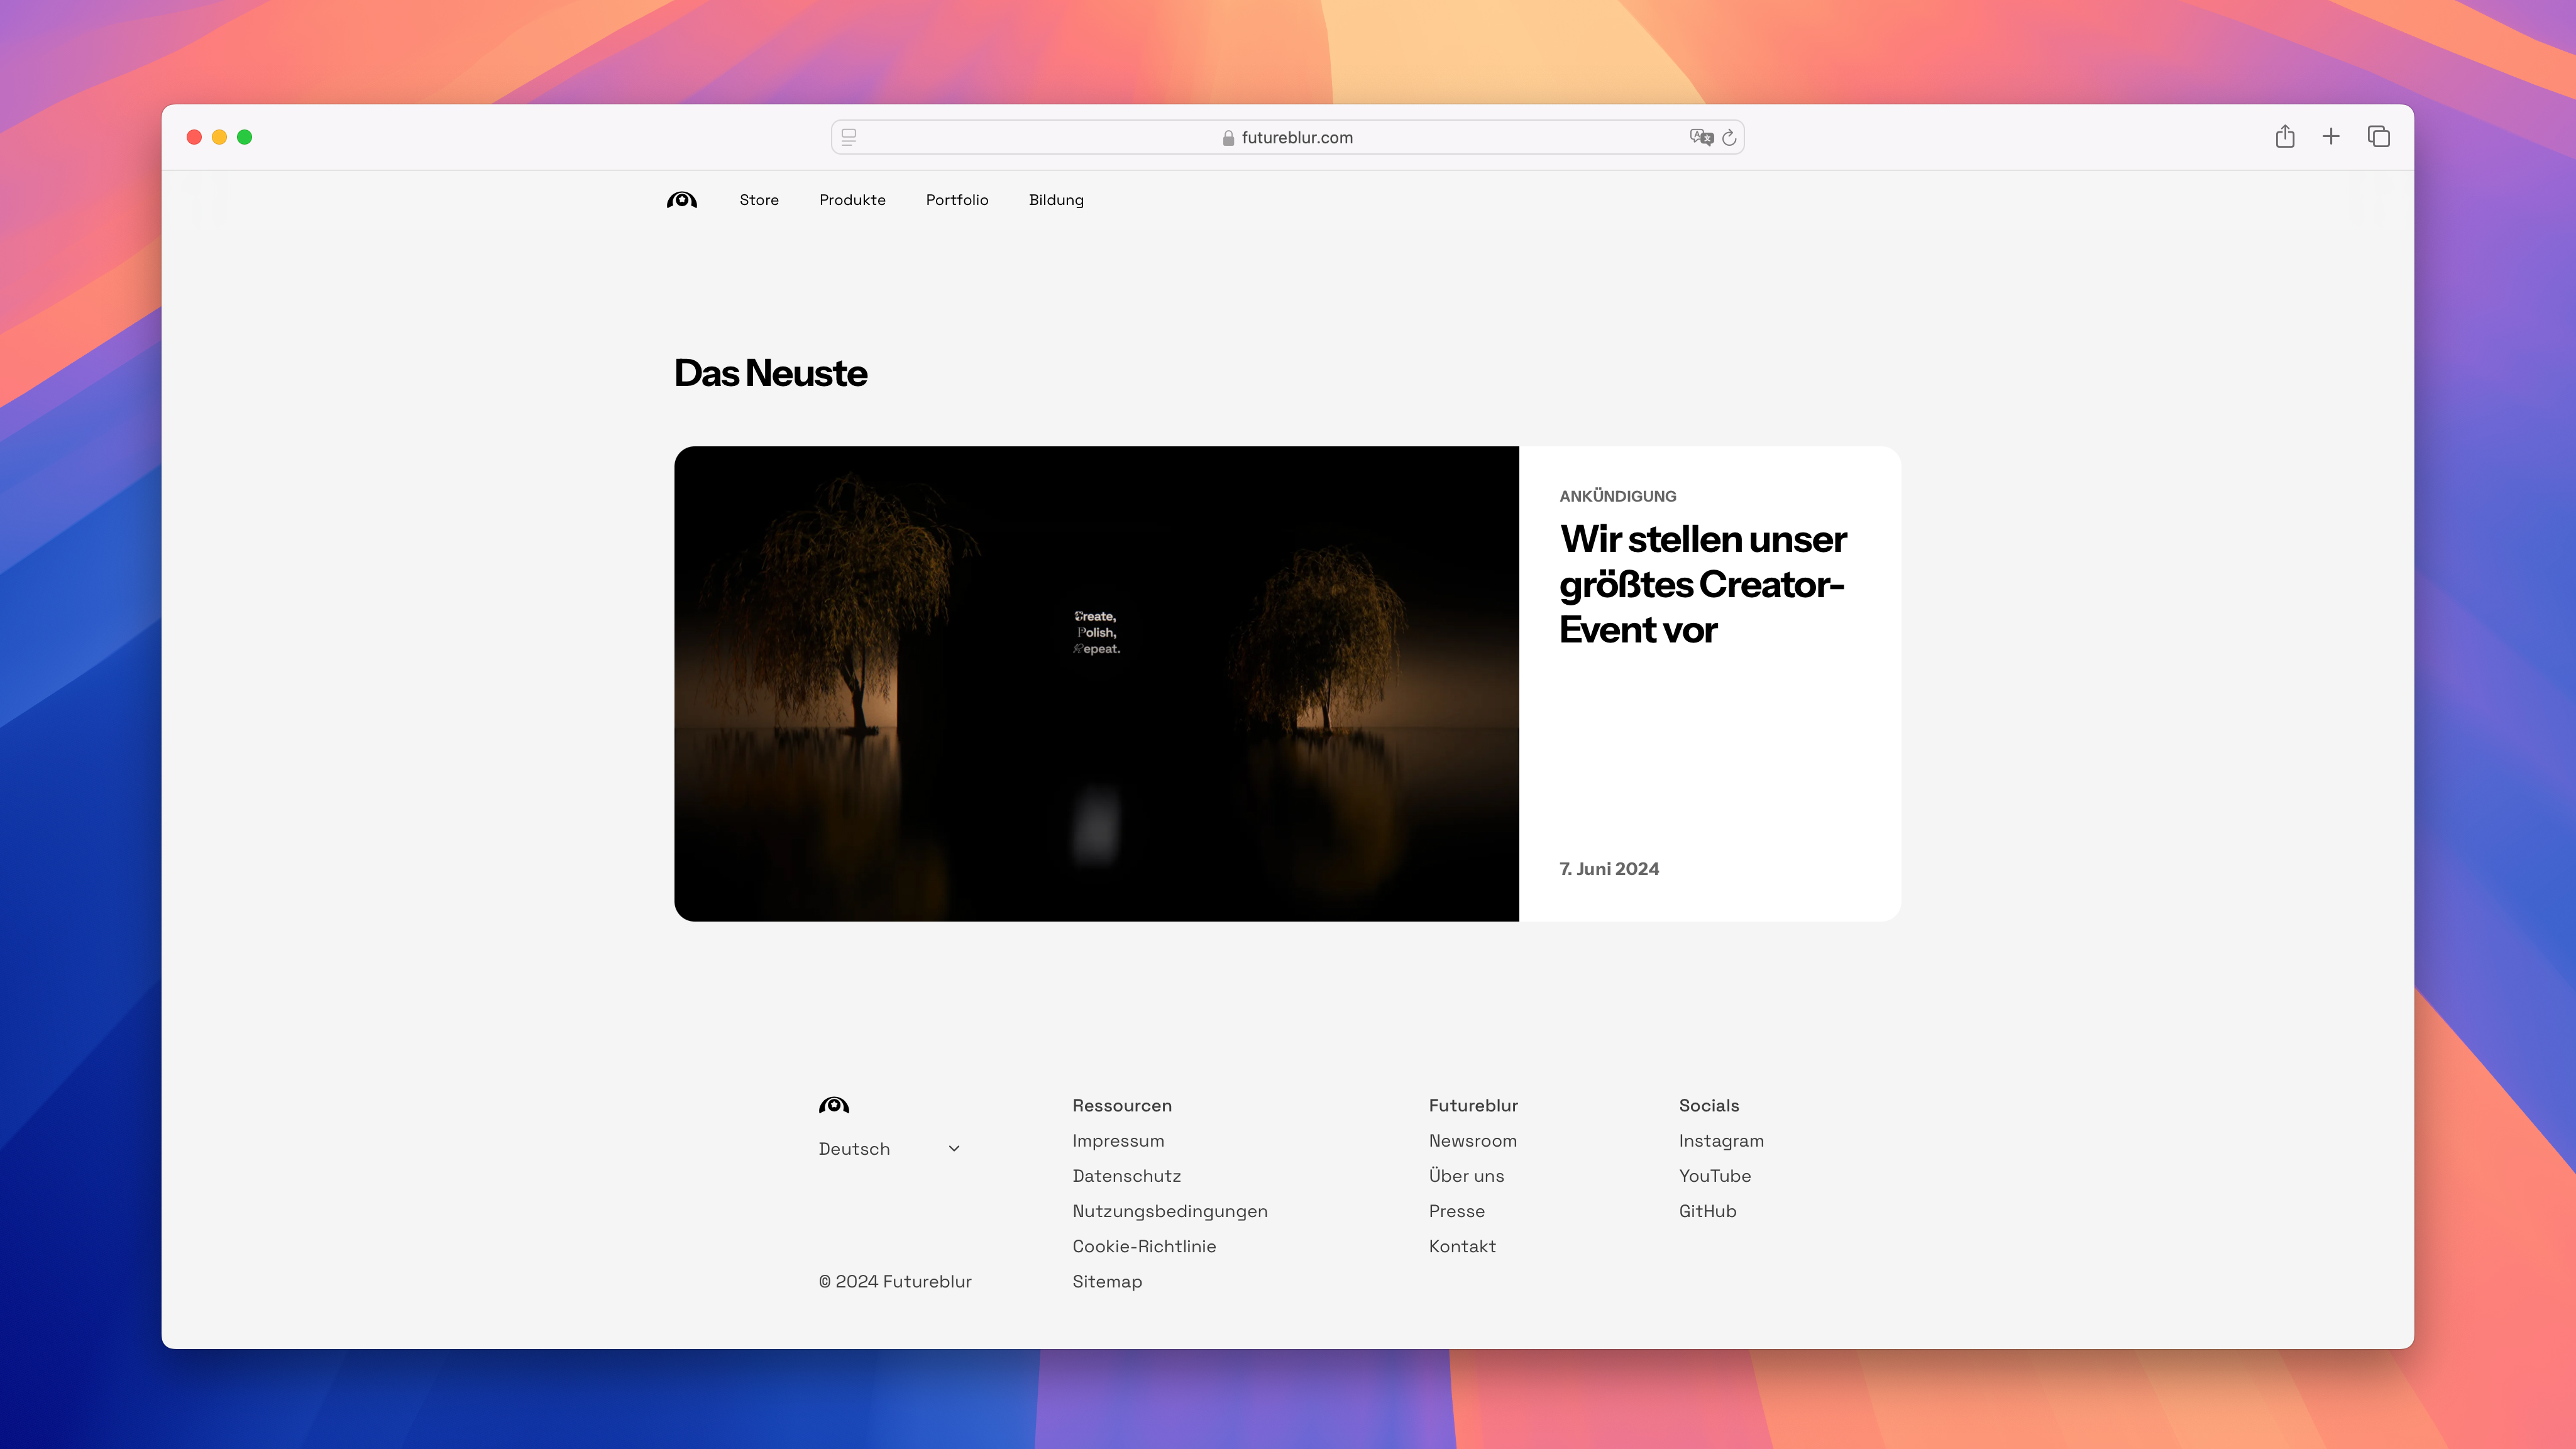 futureblur.com
Store Produkte Portfolio Bildung
Das Neuste
Create,
Polish,
Repeat.
ANKÜNDIGUNG
Wir stellen unser
größtes Creator-
Event vor
7. Juni 2024
Deutsch
© 2024 Futureblur
Ressourcen
Impressum
Datenschutz
Nutzungsbedingungen
Cookie-Richtlinie
Sitemap
Futureblur
Newsroom
Über uns
Presse
Kontakt
Socials
Instagram
YouTube
GitHub